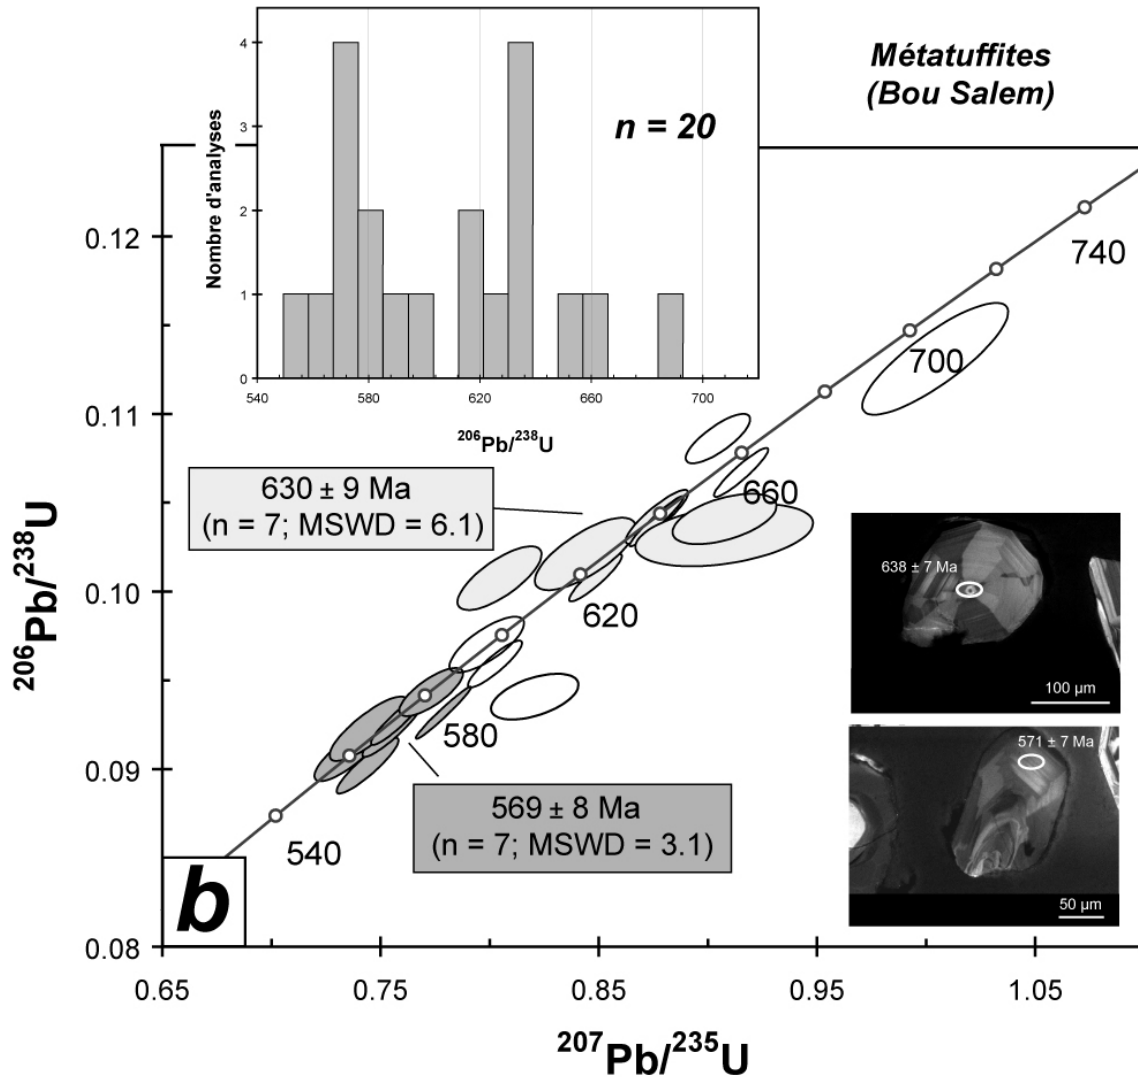 Métatuffites
(Bou Salem)
4
3
2
1
0
Nombre d'analyses
n = 20
540 580 620 660 700
²⁰⁶Pb/²³⁸U
0.12
0.11
0.10
0.09
0.08
²⁰⁶Pb/²³⁸U
740
700
660
620
580
540
630 ± 9 Ma
(n = 7; MSWD = 6.1)
569 ± 8 Ma
(n = 7; MSWD = 3.1)
638 ± 7 Ma
100 µm
571 ± 7 Ma
50 µm
b
0.65 0.75 0.85 0.95 1.05
²⁰⁷Pb/²³⁵U